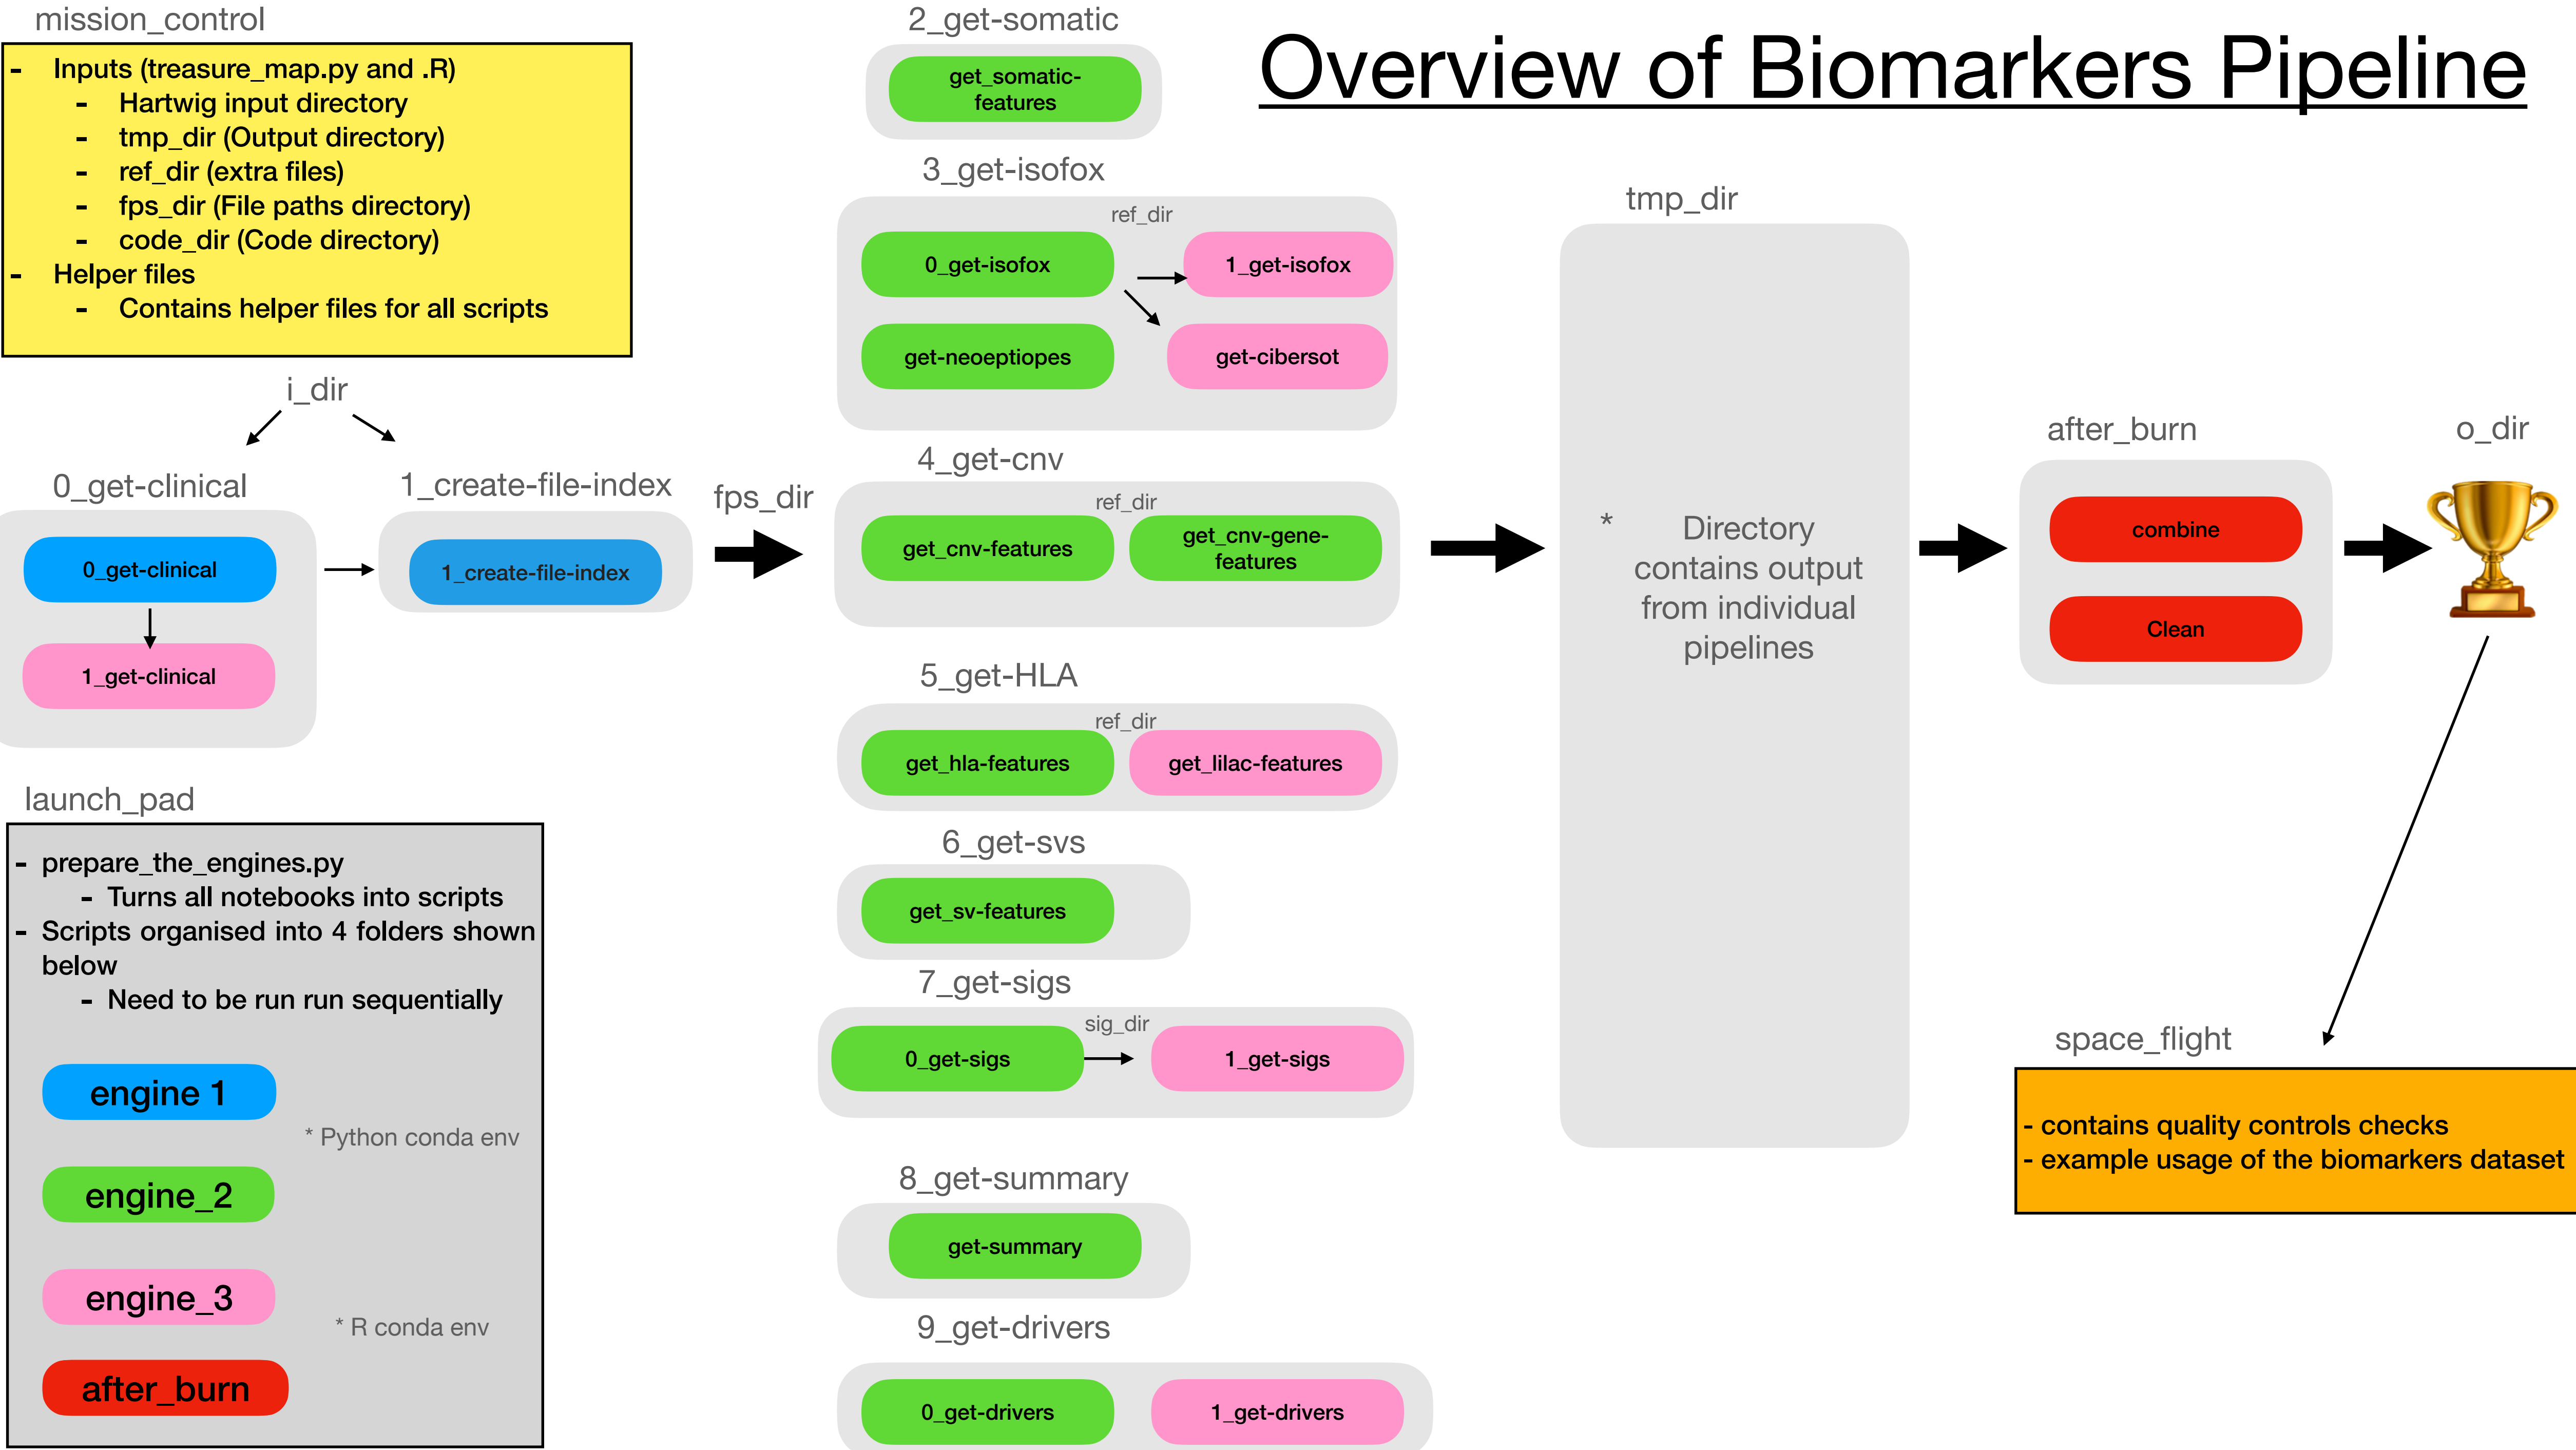 Overview of Biomarkers Pipeline
mission_control
- Inputs (treasure_map.py and .R)
- Hartwig input directory
- tmp_dir (Output directory)
- ref_dir (extra files)
- fps_dir (File paths directory)
- code_dir (Code directory)
- Helper files
- Contains helper files for all scripts
i_dir
0_get-clinical
0_get-clinical
1_get-clinical
1_create-file-index
1_create-file-index
fps_dir
launch_pad
- prepare_the_engines.py
- Turns all notebooks into scripts
- Scripts organised into 4 folders shown
below
- Need to be run run sequentially
engine 1
* Python conda env
engine_2
engine_3
* R conda env
after_burn
2_get-somatic
get_somatic-
features
3_get-isofox
ref_dir
0_get-isofox
1_get-isofox
get-neoeptiopes
get-cibersot
4_get-cnv
ref_dir
get_cnv-features
get_cnv-gene-
features
5_get-HLA
ref_dir
get_hla-features
get_lilac-features
6_get-svs
get_sv-features
7_get-sigs
sig_dir
0_get-sigs
1_get-sigs
8_get-summary
get-summary
9_get-drivers
0_get-drivers
1_get-drivers
tmp_dir
* Directory
contains output
from individual
pipelines
after_burn
combine
Clean
o_dir
space_flight
- contains quality controls checks
- example usage of the biomarkers dataset